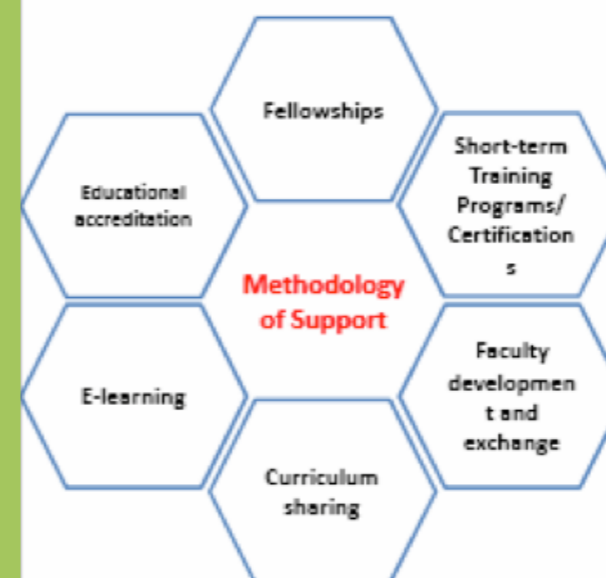 Fellowships
Short-term
Training
Programs/
Certification
s
Educational
accreditation
Methodology
of Support
Faculty
developmen
t and
exchange
E-learning
Curriculum
sharing